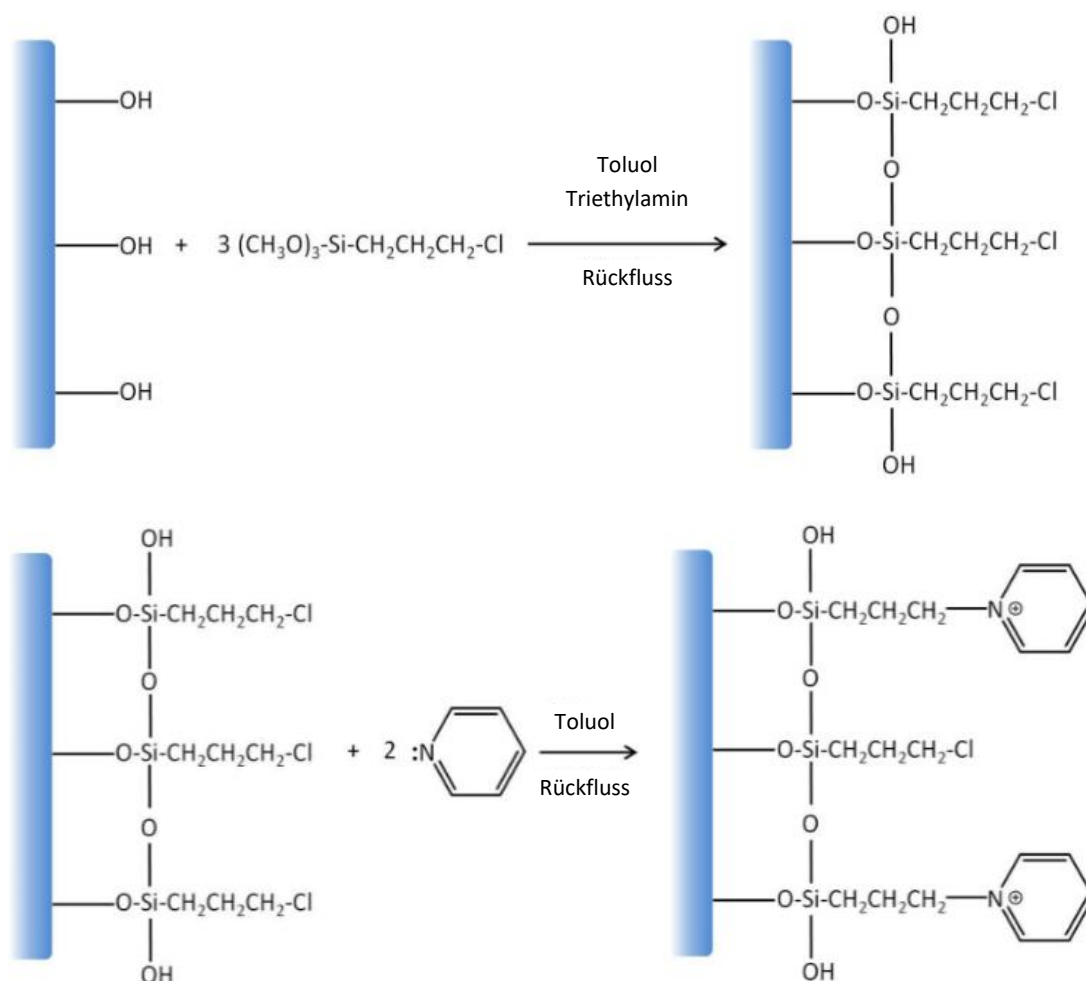 OH
OH
OH
+ 3 (CH₃O)₃-Si-CH₂CH₂CH₂-Cl
Toluol
Triethylamin
Rückfluss
OH
O-Si-CH₂CH₂CH₂-Cl
O
O-Si-CH₂CH₂CH₂-Cl
O
O-Si-CH₂CH₂CH₂-Cl
OH
OH
O-Si-CH₂CH₂CH₂-Cl
O
O-Si-CH₂CH₂CH₂-Cl
O
O-Si-CH₂CH₂CH₂-Cl
OH
+ 2 :N
Toluol
Rückfluss
OH
O-Si-CH₂CH₂CH₂—N⊕
O
O-Si-CH₂CH₂CH₂-Cl
O
O-Si-CH₂CH₂CH₂—N⊕
OH